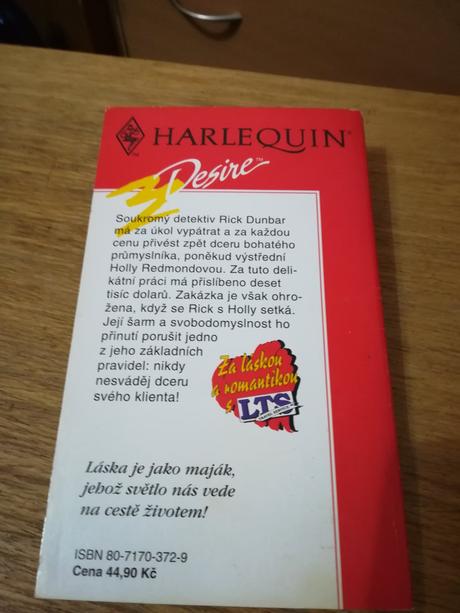 HARLEQUIN®
TM
Desire™
Soukromý detektiv Rick Dunbar
má za úkol vypátrat a za každou
cenu přivést zpět dceru bohatého
průmyslníka, poněkud výstřední
Holly Redmondovou. Za tuto deli-
kátní práci má přislíbeno deset
tisíc dolarů. Zakázka je však ohro-
žena, když se Rick s Holly setká.
Její šarm a svobodomyslnost ho
přinutí porušit jedno
z jeho základních
pravidel: nikdy
nesváděj dceru
svého klienta!
Za láskou
a romantikou
s LTS
Láska je jako maják,
jehož světlo nás vede
na cestě životem!
ISBN 80-7170-372-9
Cena 44,90 Kč